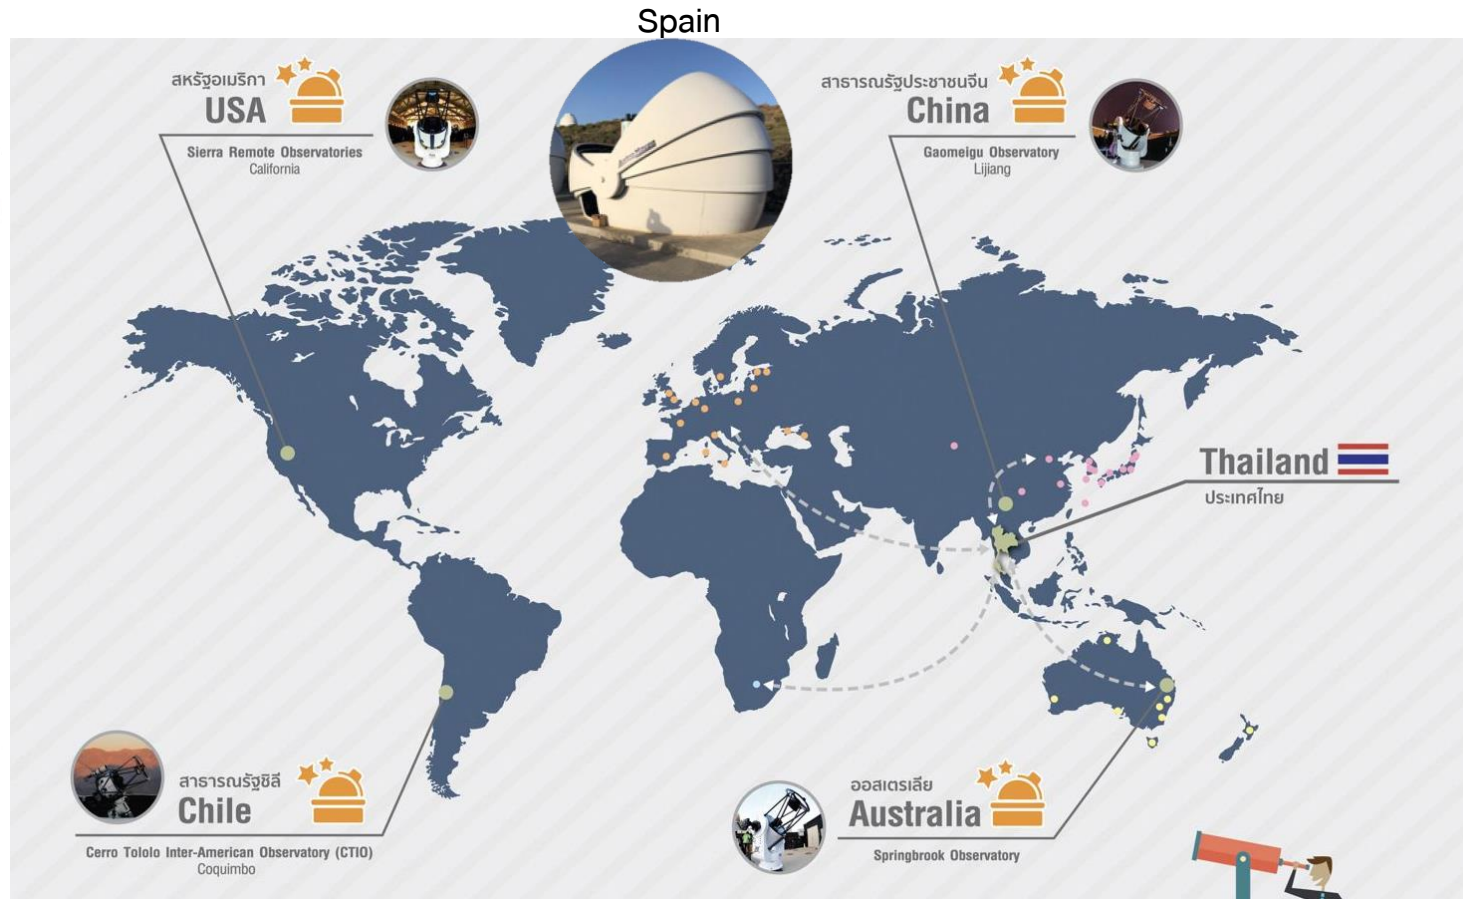 Spain
สหรัฐอเมริกา
USA
Sierra Remote Observatories
California
สาธารณรัฐประชาชนจีน
China
Gaomeigu Observatory
Lijiang
Thailand
ประเทศไทย
สาธารณรัฐชิลี
Chile
Cerro Tololo Inter-American Observatory (CTIO)
Coquimbo
ออสเตรเลีย
Australia
Springbrook Observatory